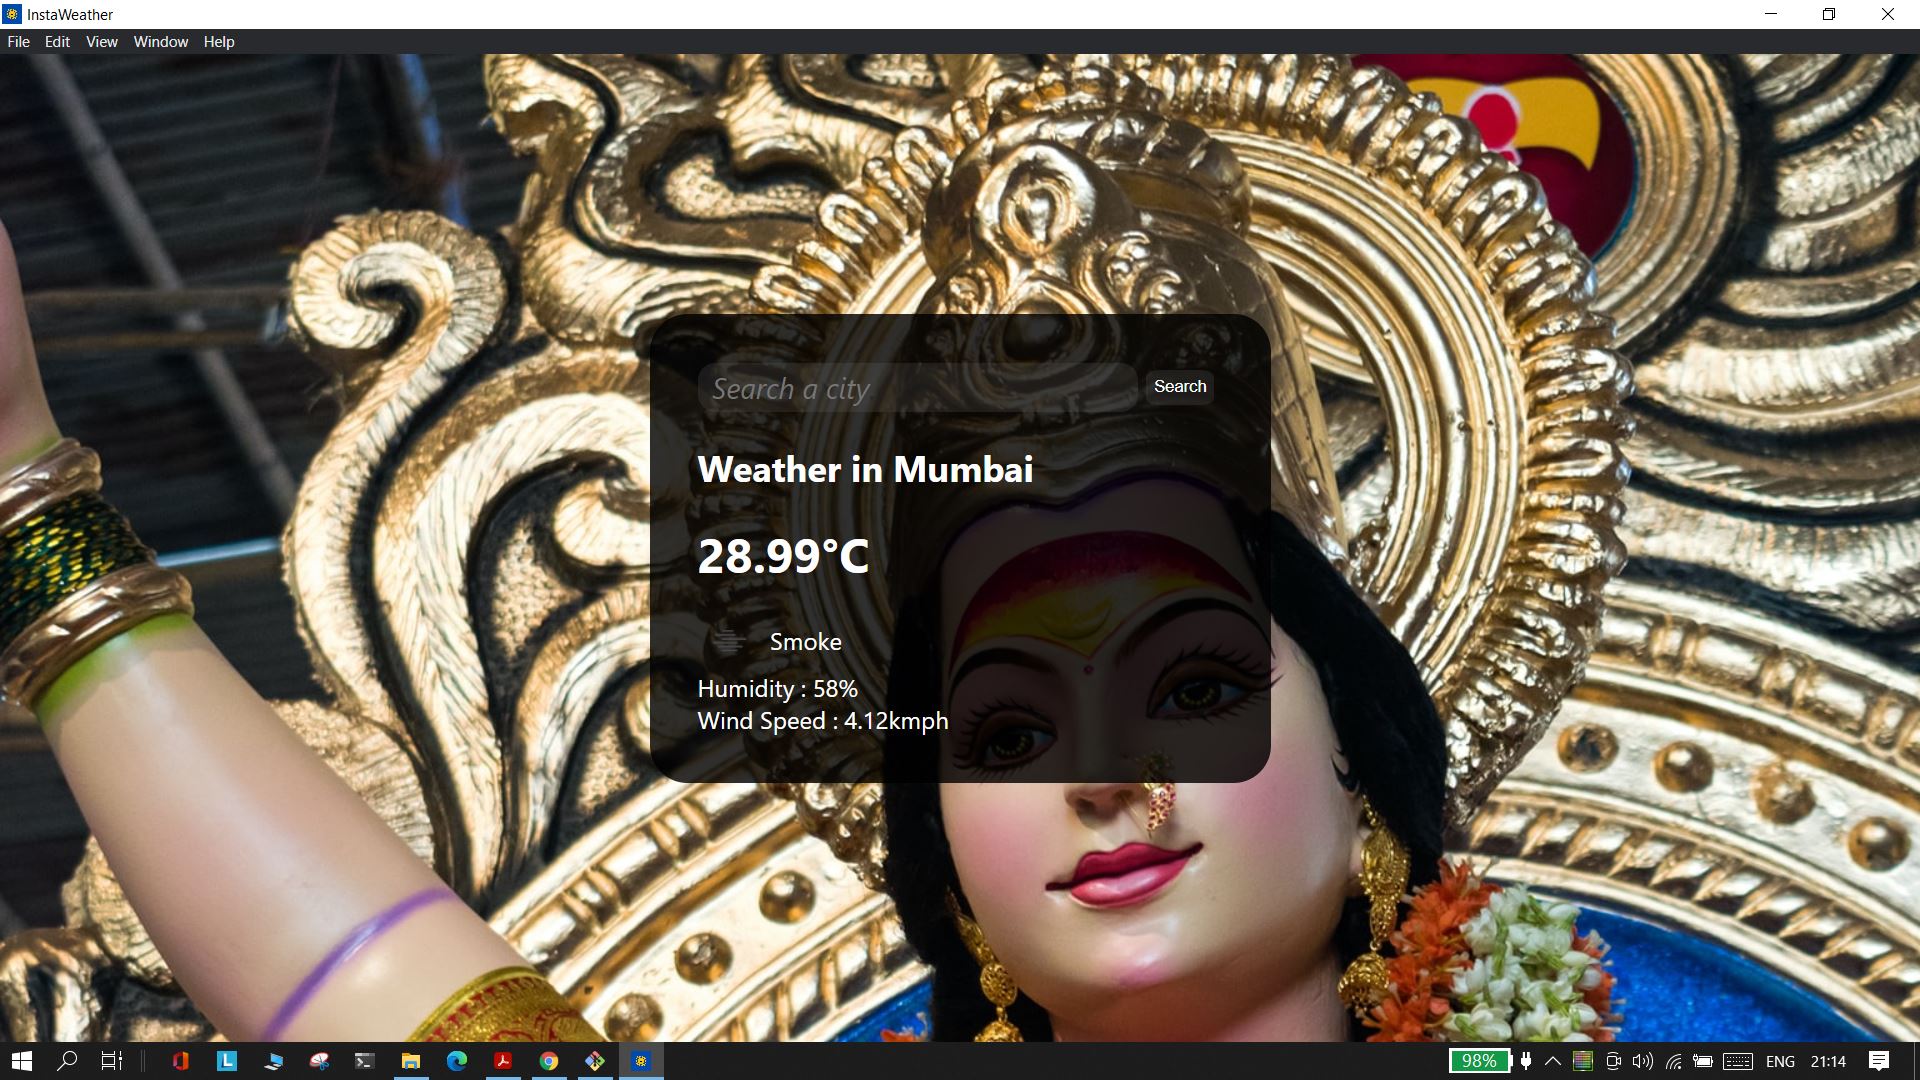 InstaWeather
File Edit View Window Help
Search a city
Search
Weather in Mumbai
28.99°C
Smoke
Humidity : 58%
Wind Speed : 4.12kmph
L
98%
ENG
21:14